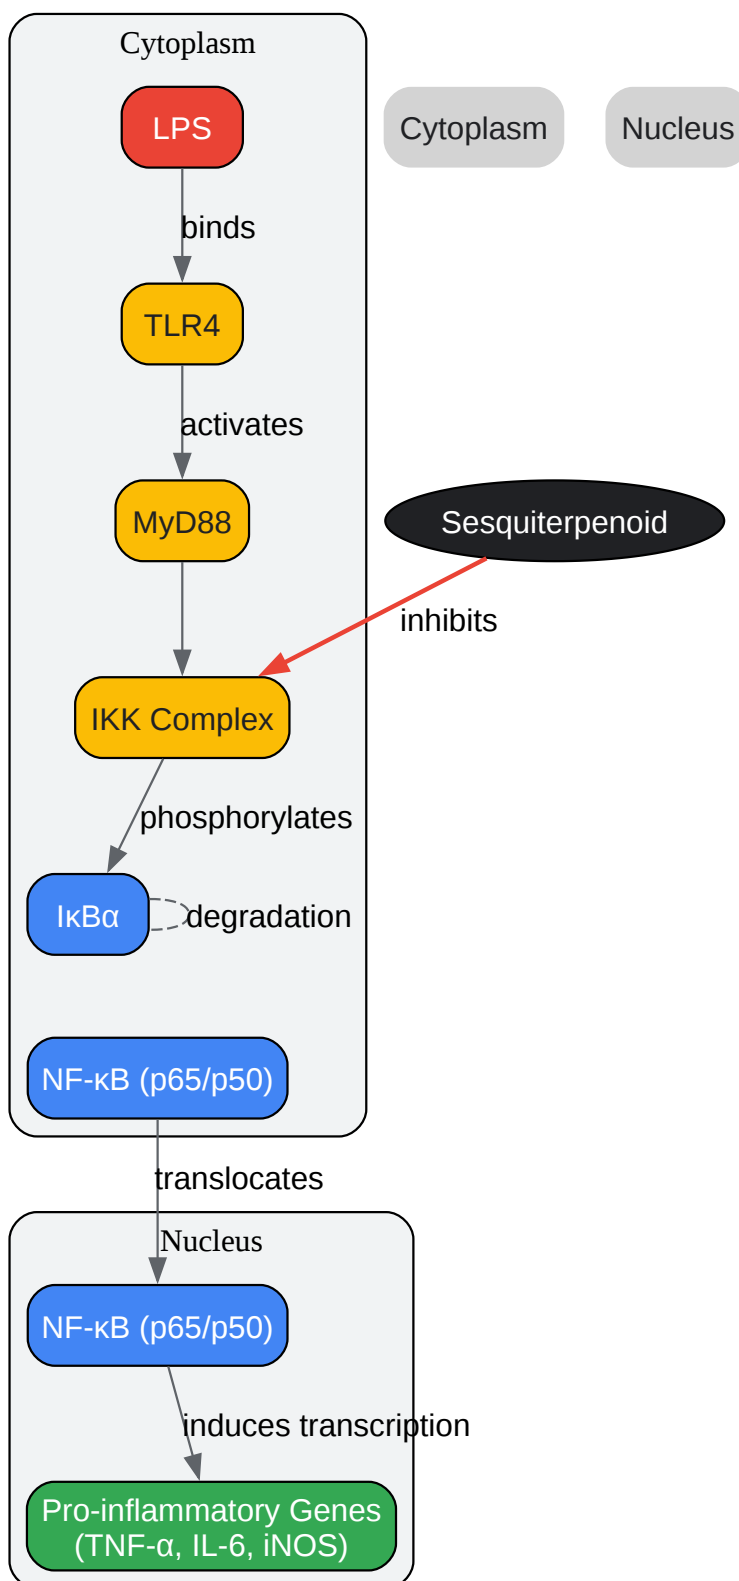 Cytoplasm
LPS
Cytoplasm
Nucleus
binds
TLR4
activates
MyD88
Sesquiterpenoid
inhibits
IKK Complex
phosphorylates
IκBα
degradation
NF-κB (p65/p50)
translocates
Nucleus
NF-κB (p65/p50)
induces transcription
Pro-inflammatory Genes
(TNF-α, IL-6, iNOS)